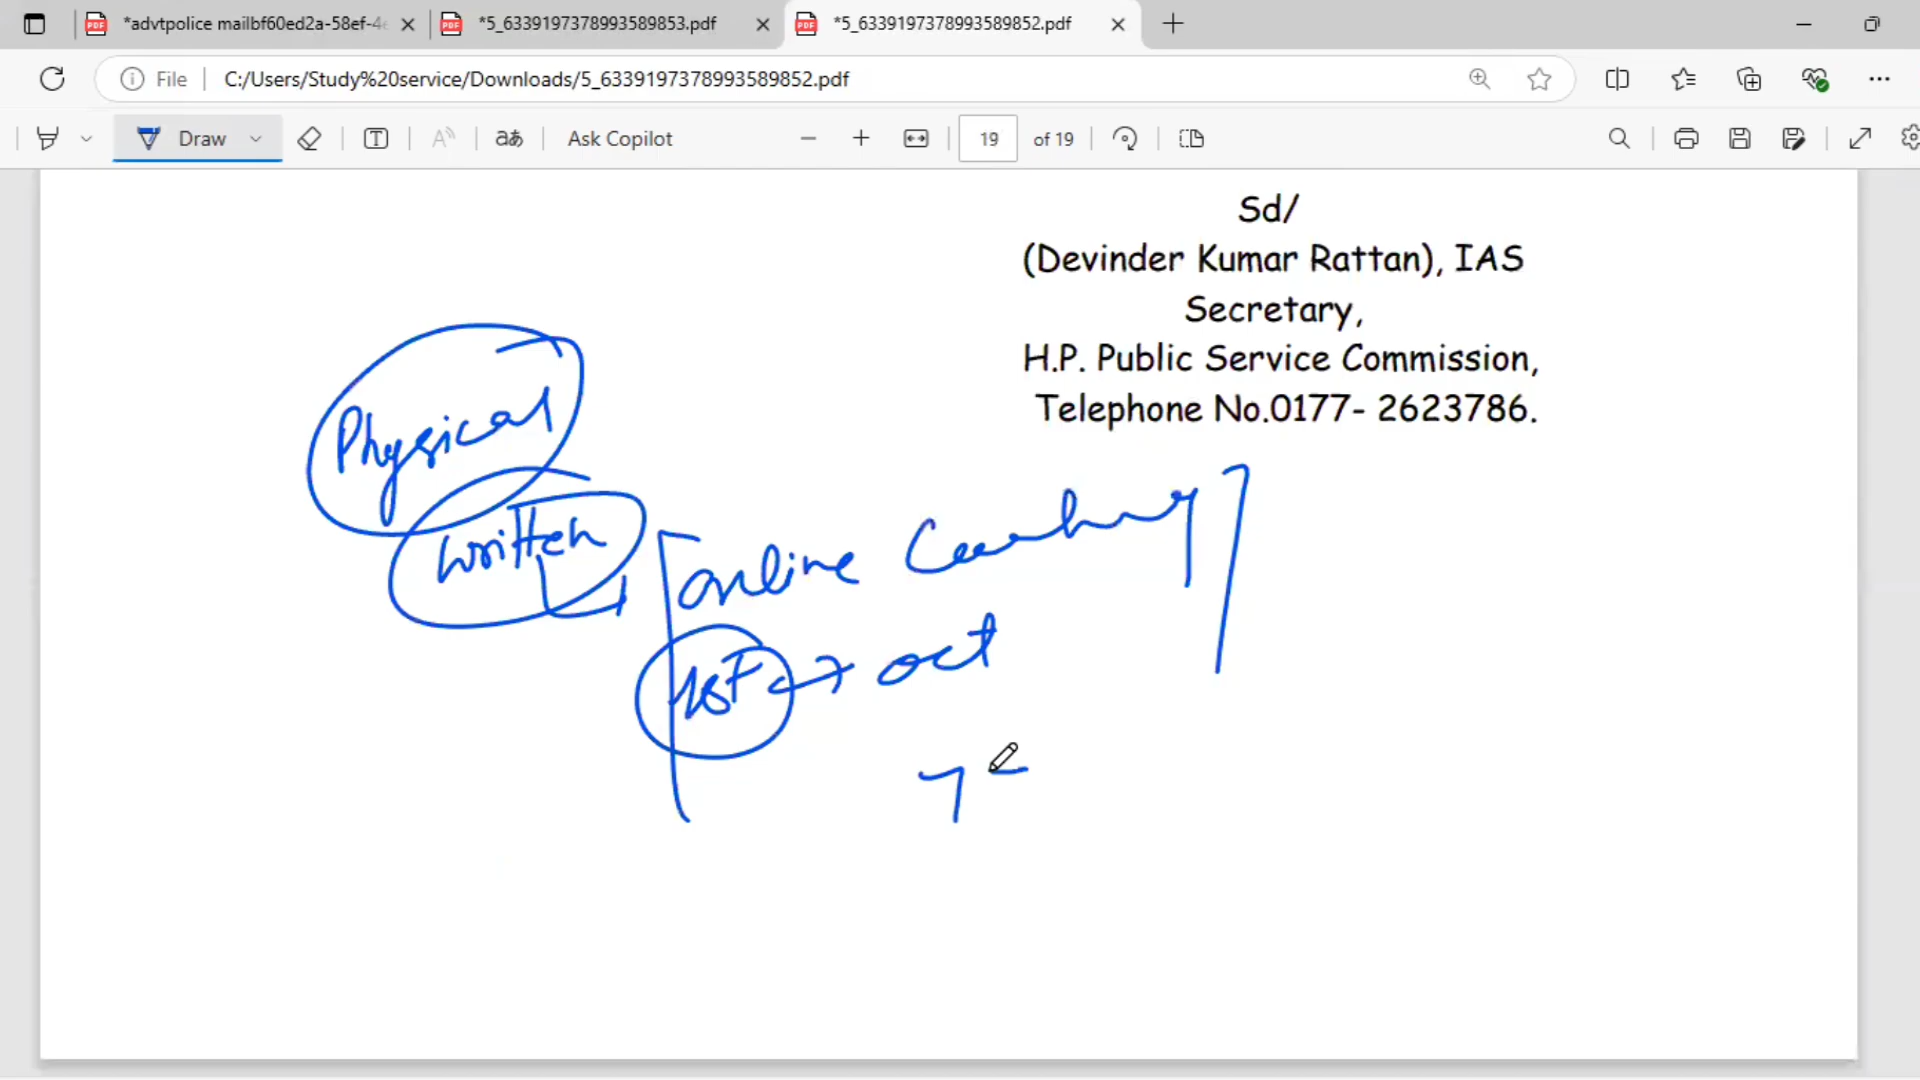 *advtpolice mailbf60ed2a-58ef-4
*5_6339197378993589853.pdf
*5_6339197378993589852.pdf
File
C:/Users/Study%20service/Downloads/5_6339197378993589852.pdf
Draw
Ask Copilot
19 of 19
Sd/
(Devinder Kumar Rattan), IAS
Secretary,
H.P. Public Service Commission,
Telephone No.0177- 2623786.
Physical
written
online
oct
7